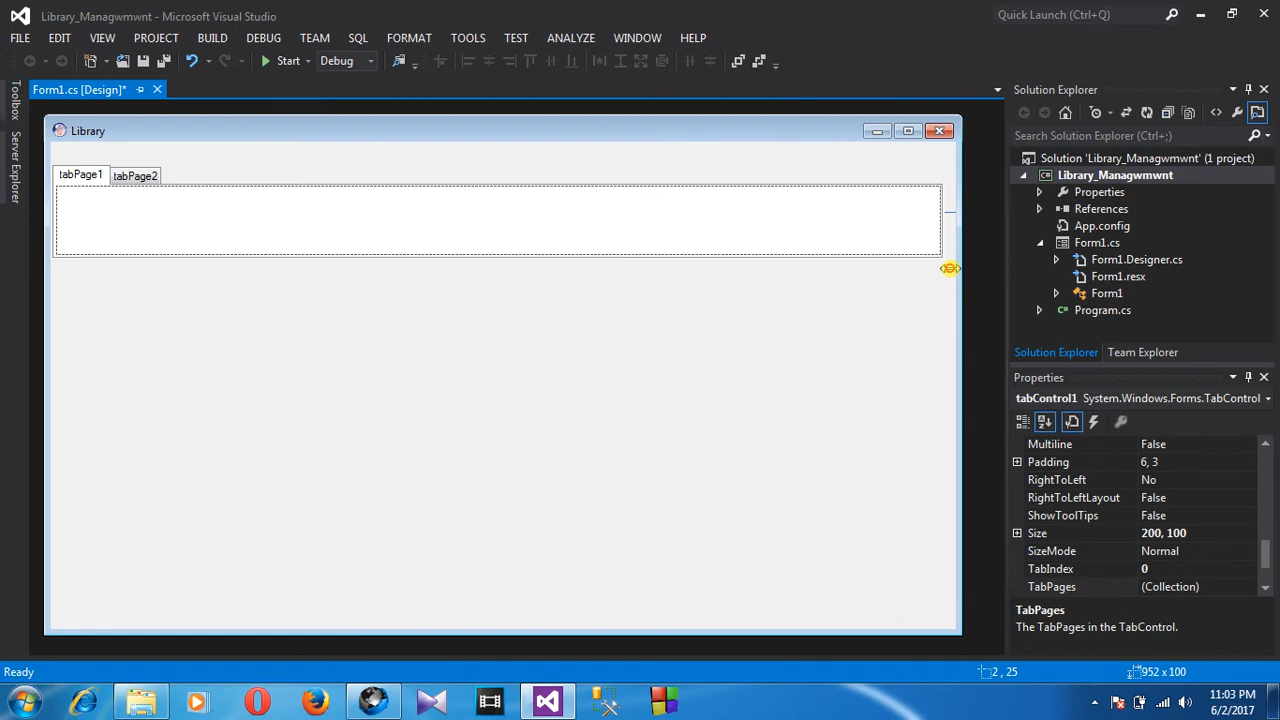 Library_Managwmwnt - Microsoft Visual Studio
Quick Launch (Ctrl+Q)
FILE EDIT VIEW PROJECT BUILD DEBUG TEAM SQL FORMAT TOOLS TEST ANALYZE WINDOW HELP
Start Debug
Toolbox
Server Explorer
Form1.cs [Design]*
Library
tabPage1 tabPage2
Solution Explorer
Search Solution Explorer (Ctrl+;)
Solution 'Library_Managwmwnt' (1 project)
Library_Managwmwnt
Properties
References
App.config
Form1.cs
Form1.Designer.cs
Form1.resx
Form1
Program.cs
Solution Explorer Team Explorer
Properties
tabControl1 System.Windows.Forms.TabControl
Multiline False
Padding 6, 3
RightToLeft No
RightToLeftLayout False
ShowToolTips False
Size 200, 100
SizeMode Normal
TabIndex 0
TabPages (Collection)
TabPages
The TabPages in the TabControl.
Ready
2 , 25
952 x 100
11:03 PM
6/2/2017